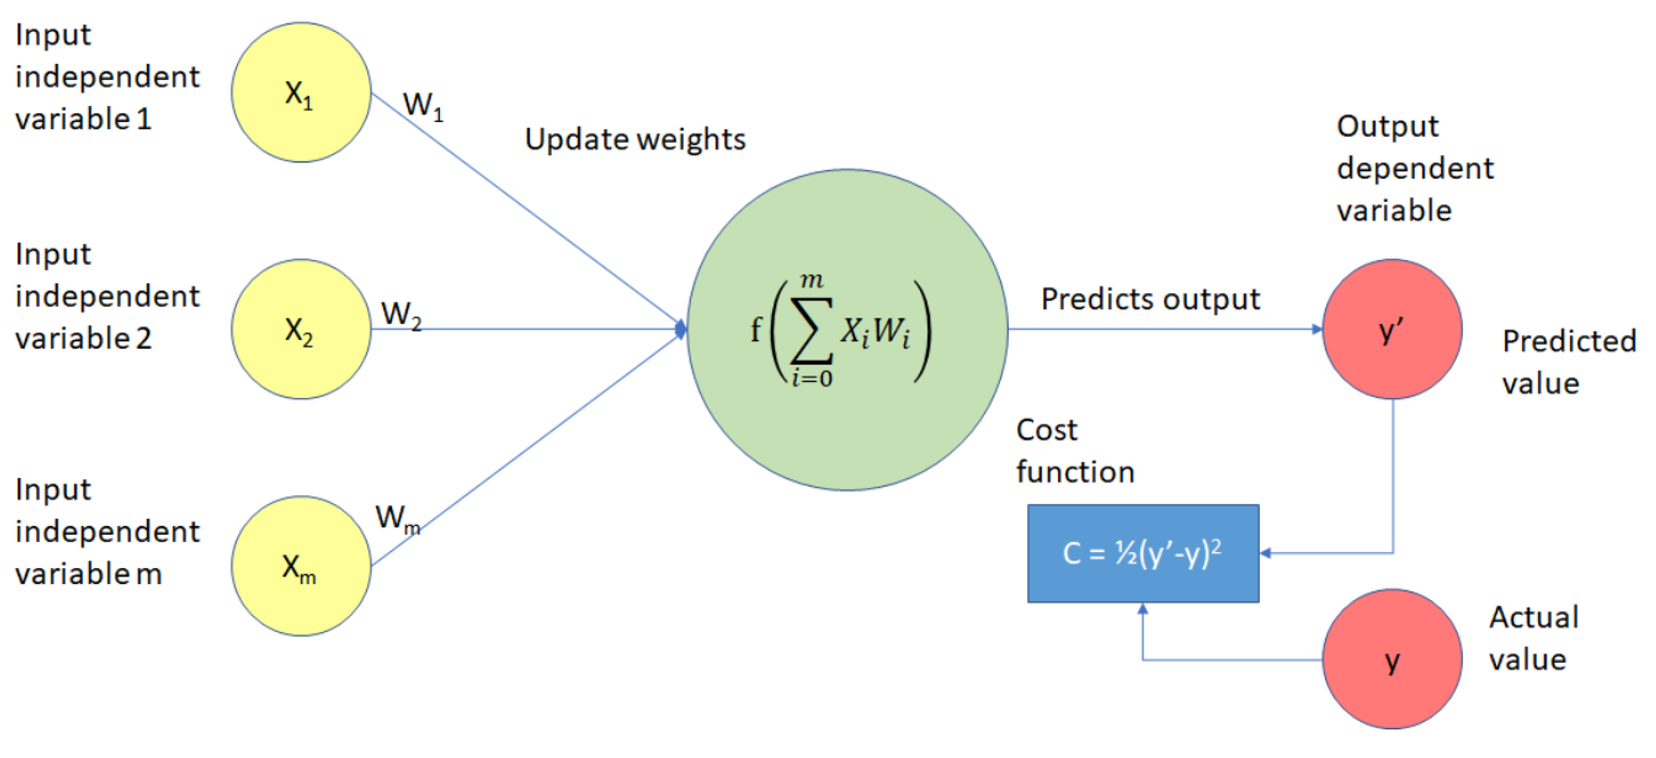 Input
independent
variable 1
X₁
W₁
Update weights
Input
independent
variable 2
X₂
W₂
Input
independent
variable m
Xₘ
Wₘ
m
f(∑XᵢWᵢ)
i=0
Predicts output
Output
dependent
variable
y’
Predicted
value
Cost
function
C = ½(y’-y)²
y
Actual
value